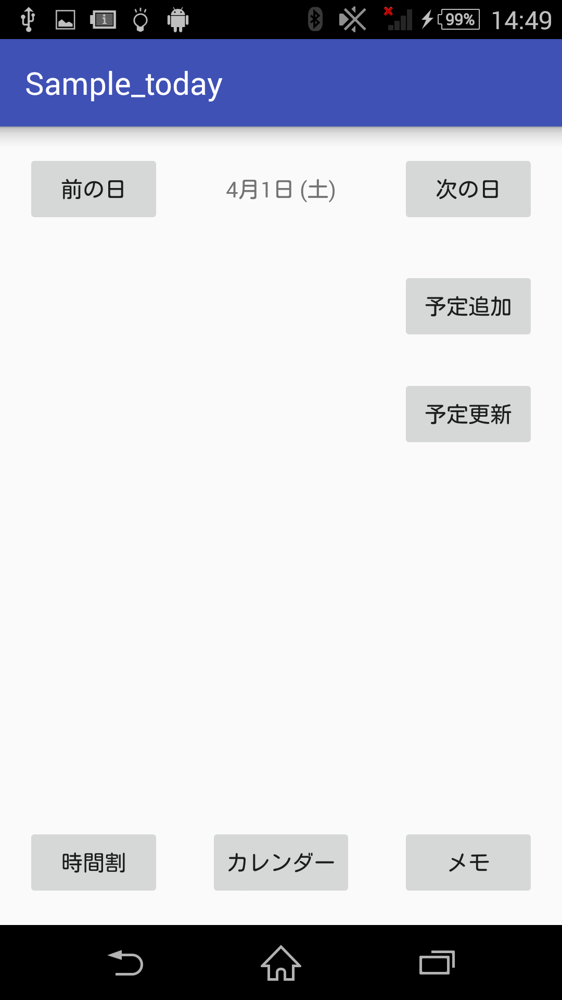 99% 14:49
Sample_today
前の日 4月1日 (土) 次の日
予定追加
予定更新
時間割 カレンダー メモ